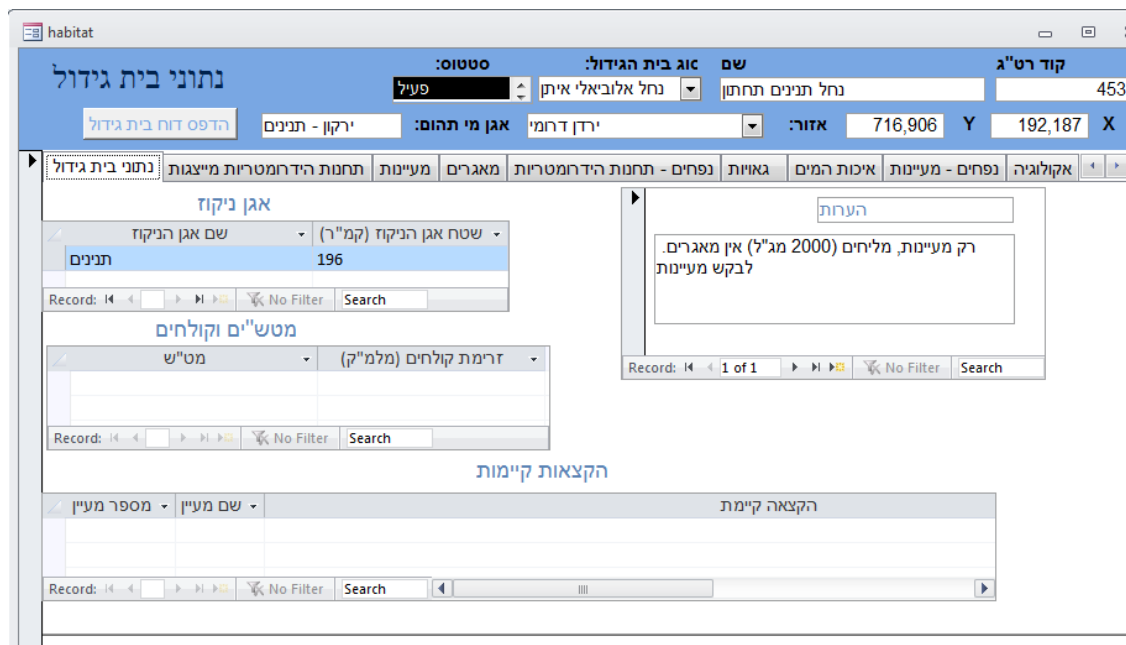 habitat
נתוני בית גידול
קוד רט"ג
שם
סוג בית הגידול:
סטטוס:
453
נחל תנינים תחתון
נחל אלוביאלי איתן
פעיל
X 192,187 Y 716,906 אזור: ירדן דרומי אגן מי תהום: ירקון - תנינים
הדפס דוח בית גידול
נתוני בית גידול
תחנות הידרומטריות מייצגות
מעיינות
מאגרים
נפחים - תחנות הידרומטריות
גאויות
איכות המים
נפחים - מעיינות
אקולוגיה
אגן ניקוז
שם אגן הניקוז
שטח אגן הניקוז (קמ"ר)
תנינים
196
Record: No Filter Search
הערות
רק מעיינות, מליחים (2000 מג"ל) אין מאגרים.
לבקש מעיינות
Record: 1 of 1 No Filter Search
מטש"ים וקולחים
מט"ש
זרימת קולחים (מלמ"ק)
Record: No Filter Search
הקצאות קיימות
מספר מעיין
שם מעיין
הקצאה קיימת
Record: No Filter Search